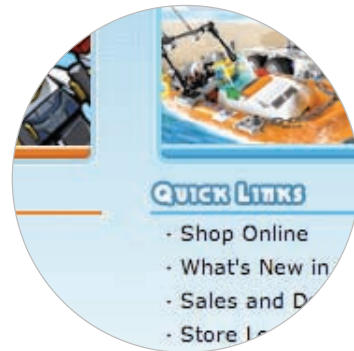 QUICK LINKS
· Shop Online
· What's New in
· Sales and
· Store